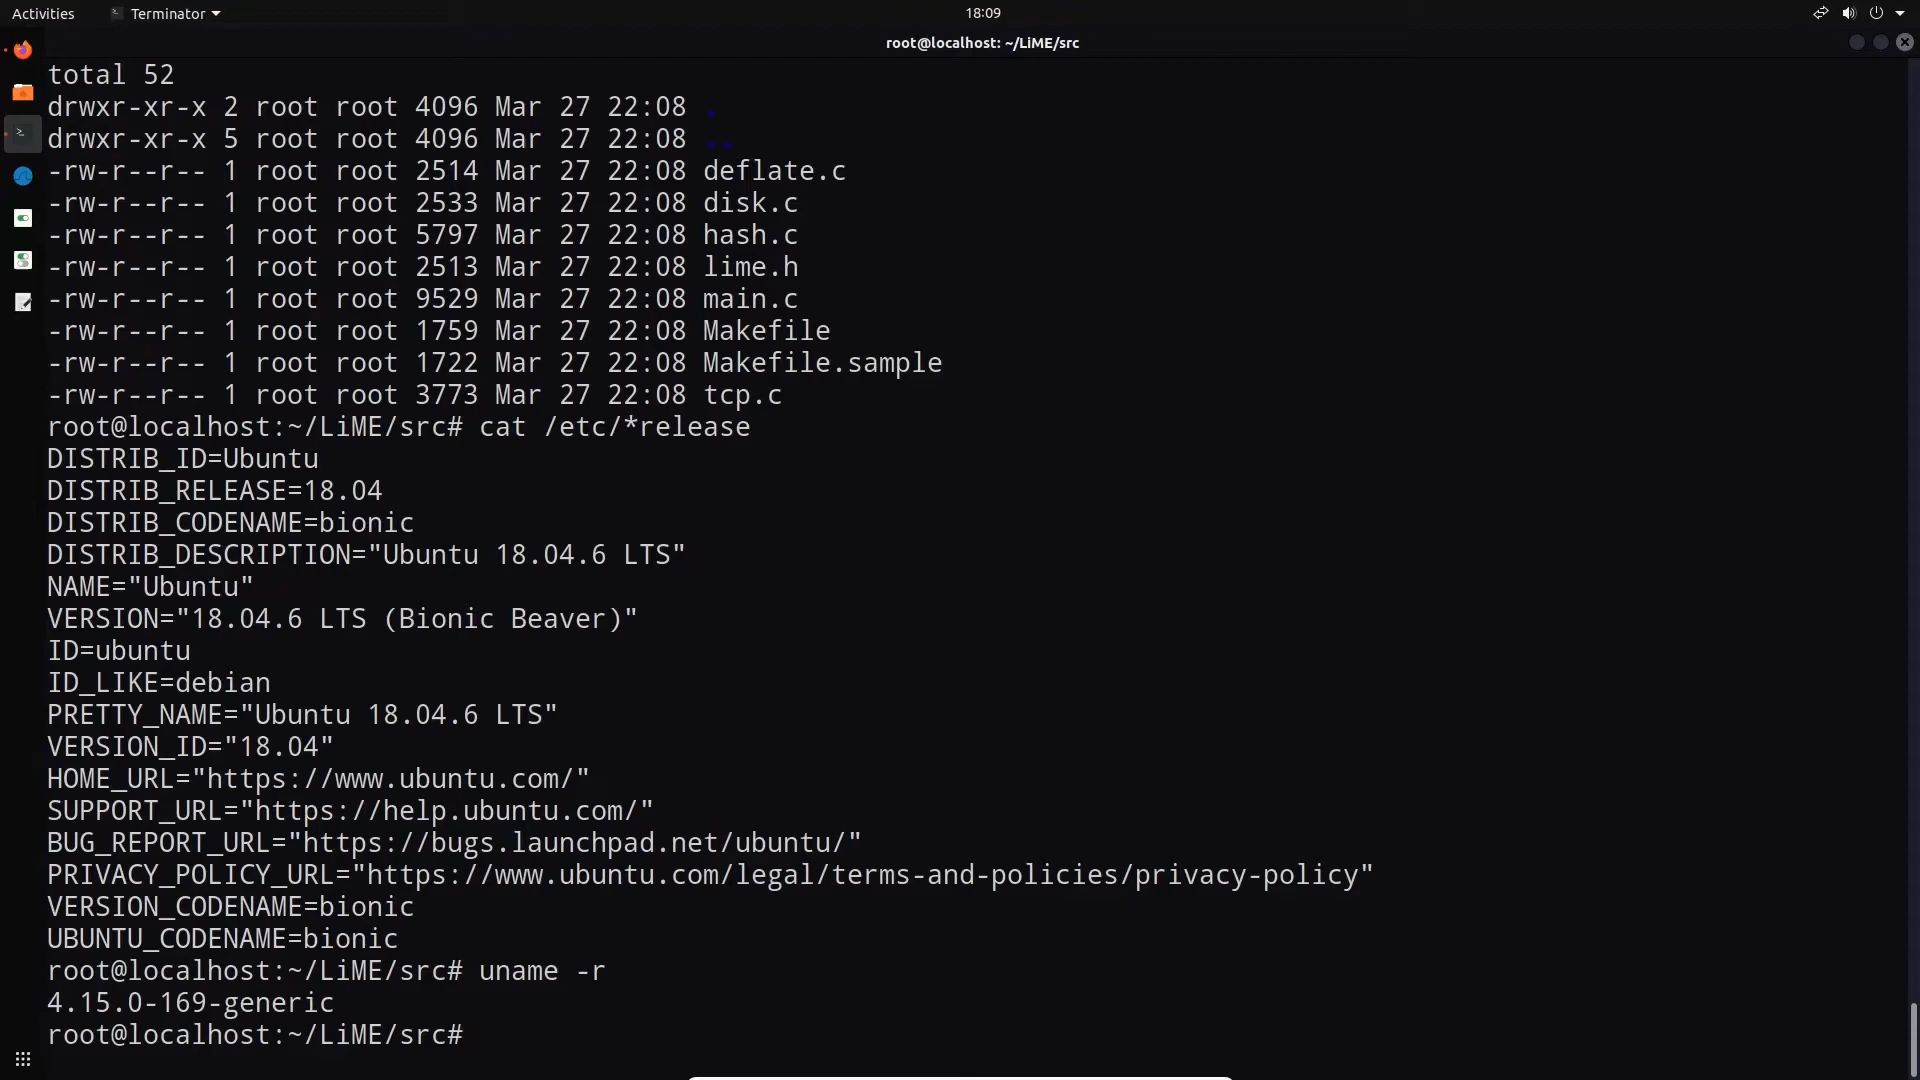 Activities
Terminator
18:09
root@localhost: ~/LiME/src
total 52
drwxr-xr-x 2 root root 4096 Mar 27 22:08 .
drwxr-xr-x 5 root root 4096 Mar 27 22:08 ..
-rw-r--r-- 1 root root 2514 Mar 27 22:08 deflate.c
-rw-r--r-- 1 root root 2533 Mar 27 22:08 disk.c
-rw-r--r-- 1 root root 5797 Mar 27 22:08 hash.c
-rw-r--r-- 1 root root 2513 Mar 27 22:08 lime.h
-rw-r--r-- 1 root root 9529 Mar 27 22:08 main.c
-rw-r--r-- 1 root root 1759 Mar 27 22:08 Makefile
-rw-r--r-- 1 root root 1722 Mar 27 22:08 Makefile.sample
-rw-r--r-- 1 root root 3773 Mar 27 22:08 tcp.c
root@localhost:~/LiME/src# cat /etc/*release
DISTRIB_ID=Ubuntu
DISTRIB_RELEASE=18.04
DISTRIB_CODENAME=bionic
DISTRIB_DESCRIPTION="Ubuntu 18.04.6 LTS"
NAME="Ubuntu"
VERSION="18.04.6 LTS (Bionic Beaver)"
ID=ubuntu
ID_LIKE=debian
PRETTY_NAME="Ubuntu 18.04.6 LTS"
VERSION_ID="18.04"
HOME_URL="https://www.ubuntu.com/"
SUPPORT_URL="https://help.ubuntu.com/"
BUG_REPORT_URL="https://bugs.launchpad.net/ubuntu/"
PRIVACY_POLICY_URL="https://www.ubuntu.com/legal/terms-and-policies/privacy-policy"
VERSION_CODENAME=bionic
UBUNTU_CODENAME=bionic
root@localhost:~/LiME/src# uname -r
4.15.0-169-generic
root@localhost:~/LiME/src#